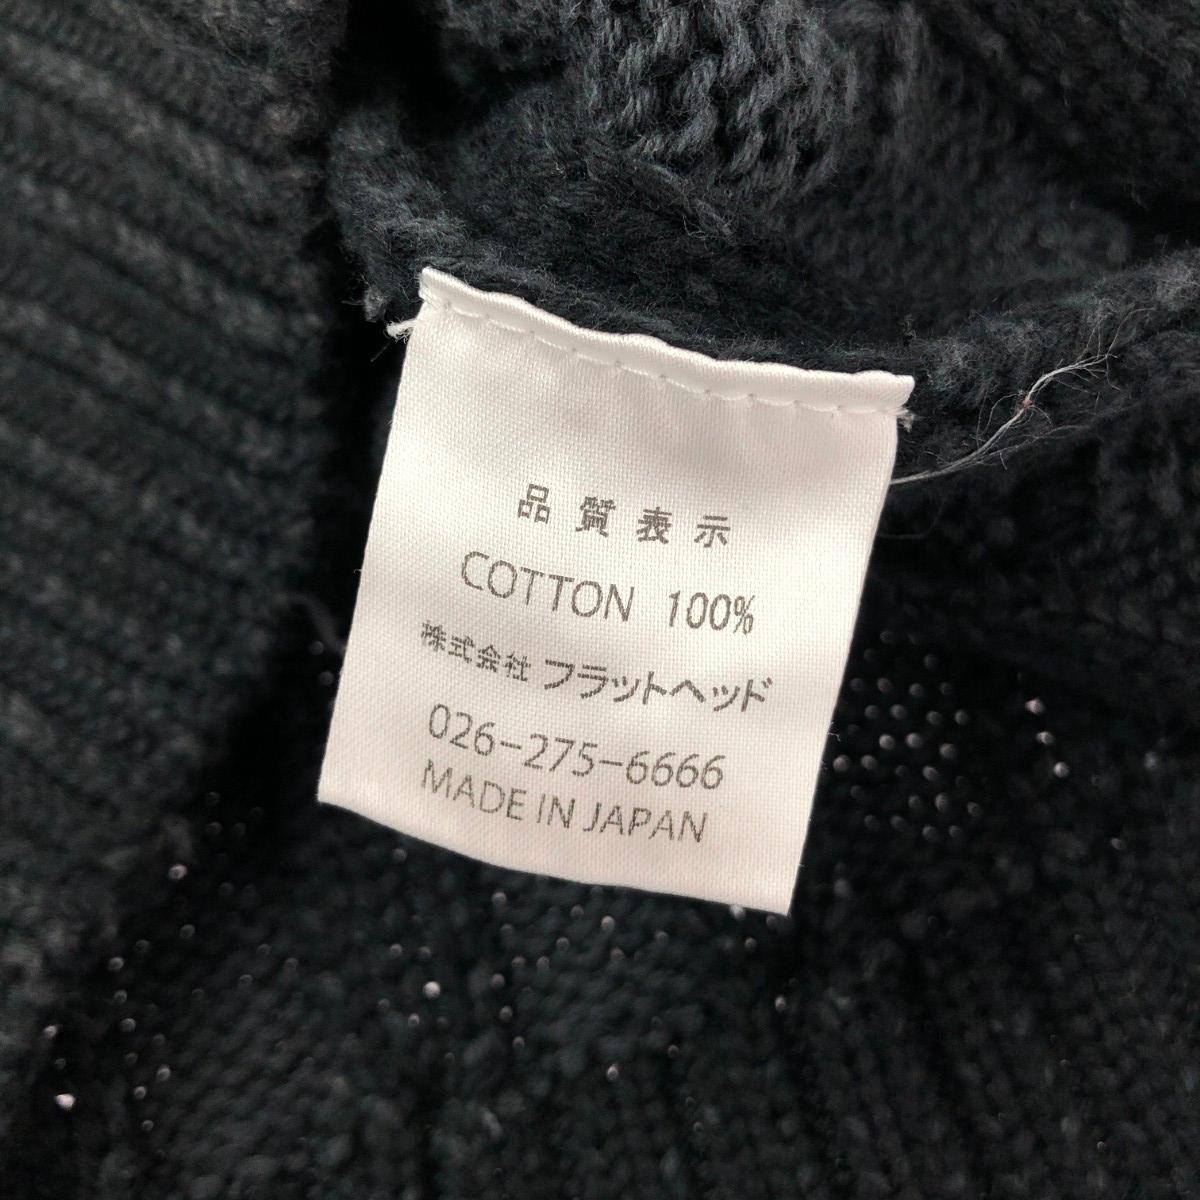 品質表示
COTTON 100%
株式会社 フラットヘッド
026-275-6666
MADE IN JAPAN